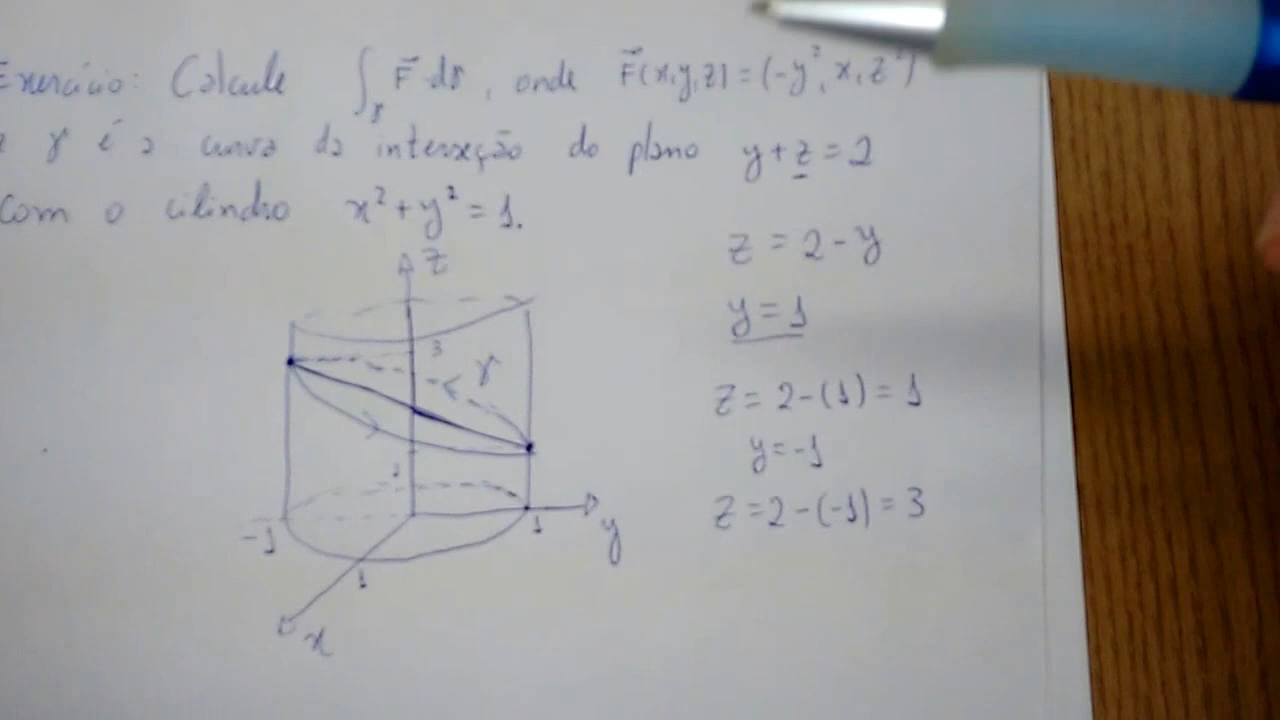 Exercício: Calcule ∫γ F⃗ dr, onde F⃗(x,y,z) = (-y², x, z²)
e γ é a curva da interseção do plano y + z = 2
com o cilindro x² + y² = 1.
z = 2 - y
y = 1
z = 2 - (1) = 1
y = -1
z = 2 - (-1) = 3
z
3
γ
-1
1
y
1
x